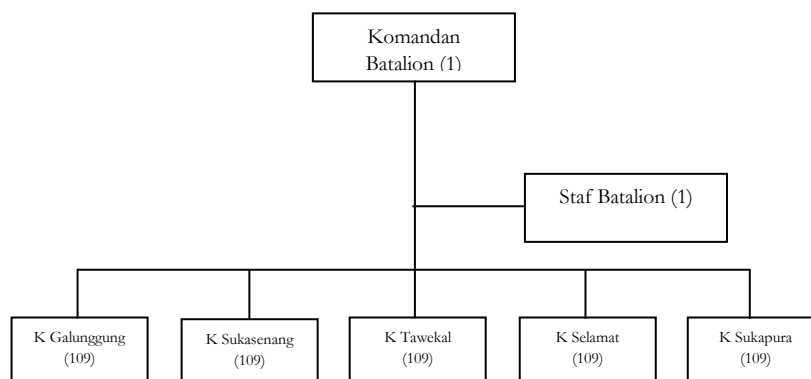 Komandan
Batalion (1)
Staf Batalion (1)
K Galunggung
(109)
K Sukasenang
(109)
K Tawekal
(109)
K Selamat
(109)
K Sukapura
(109)